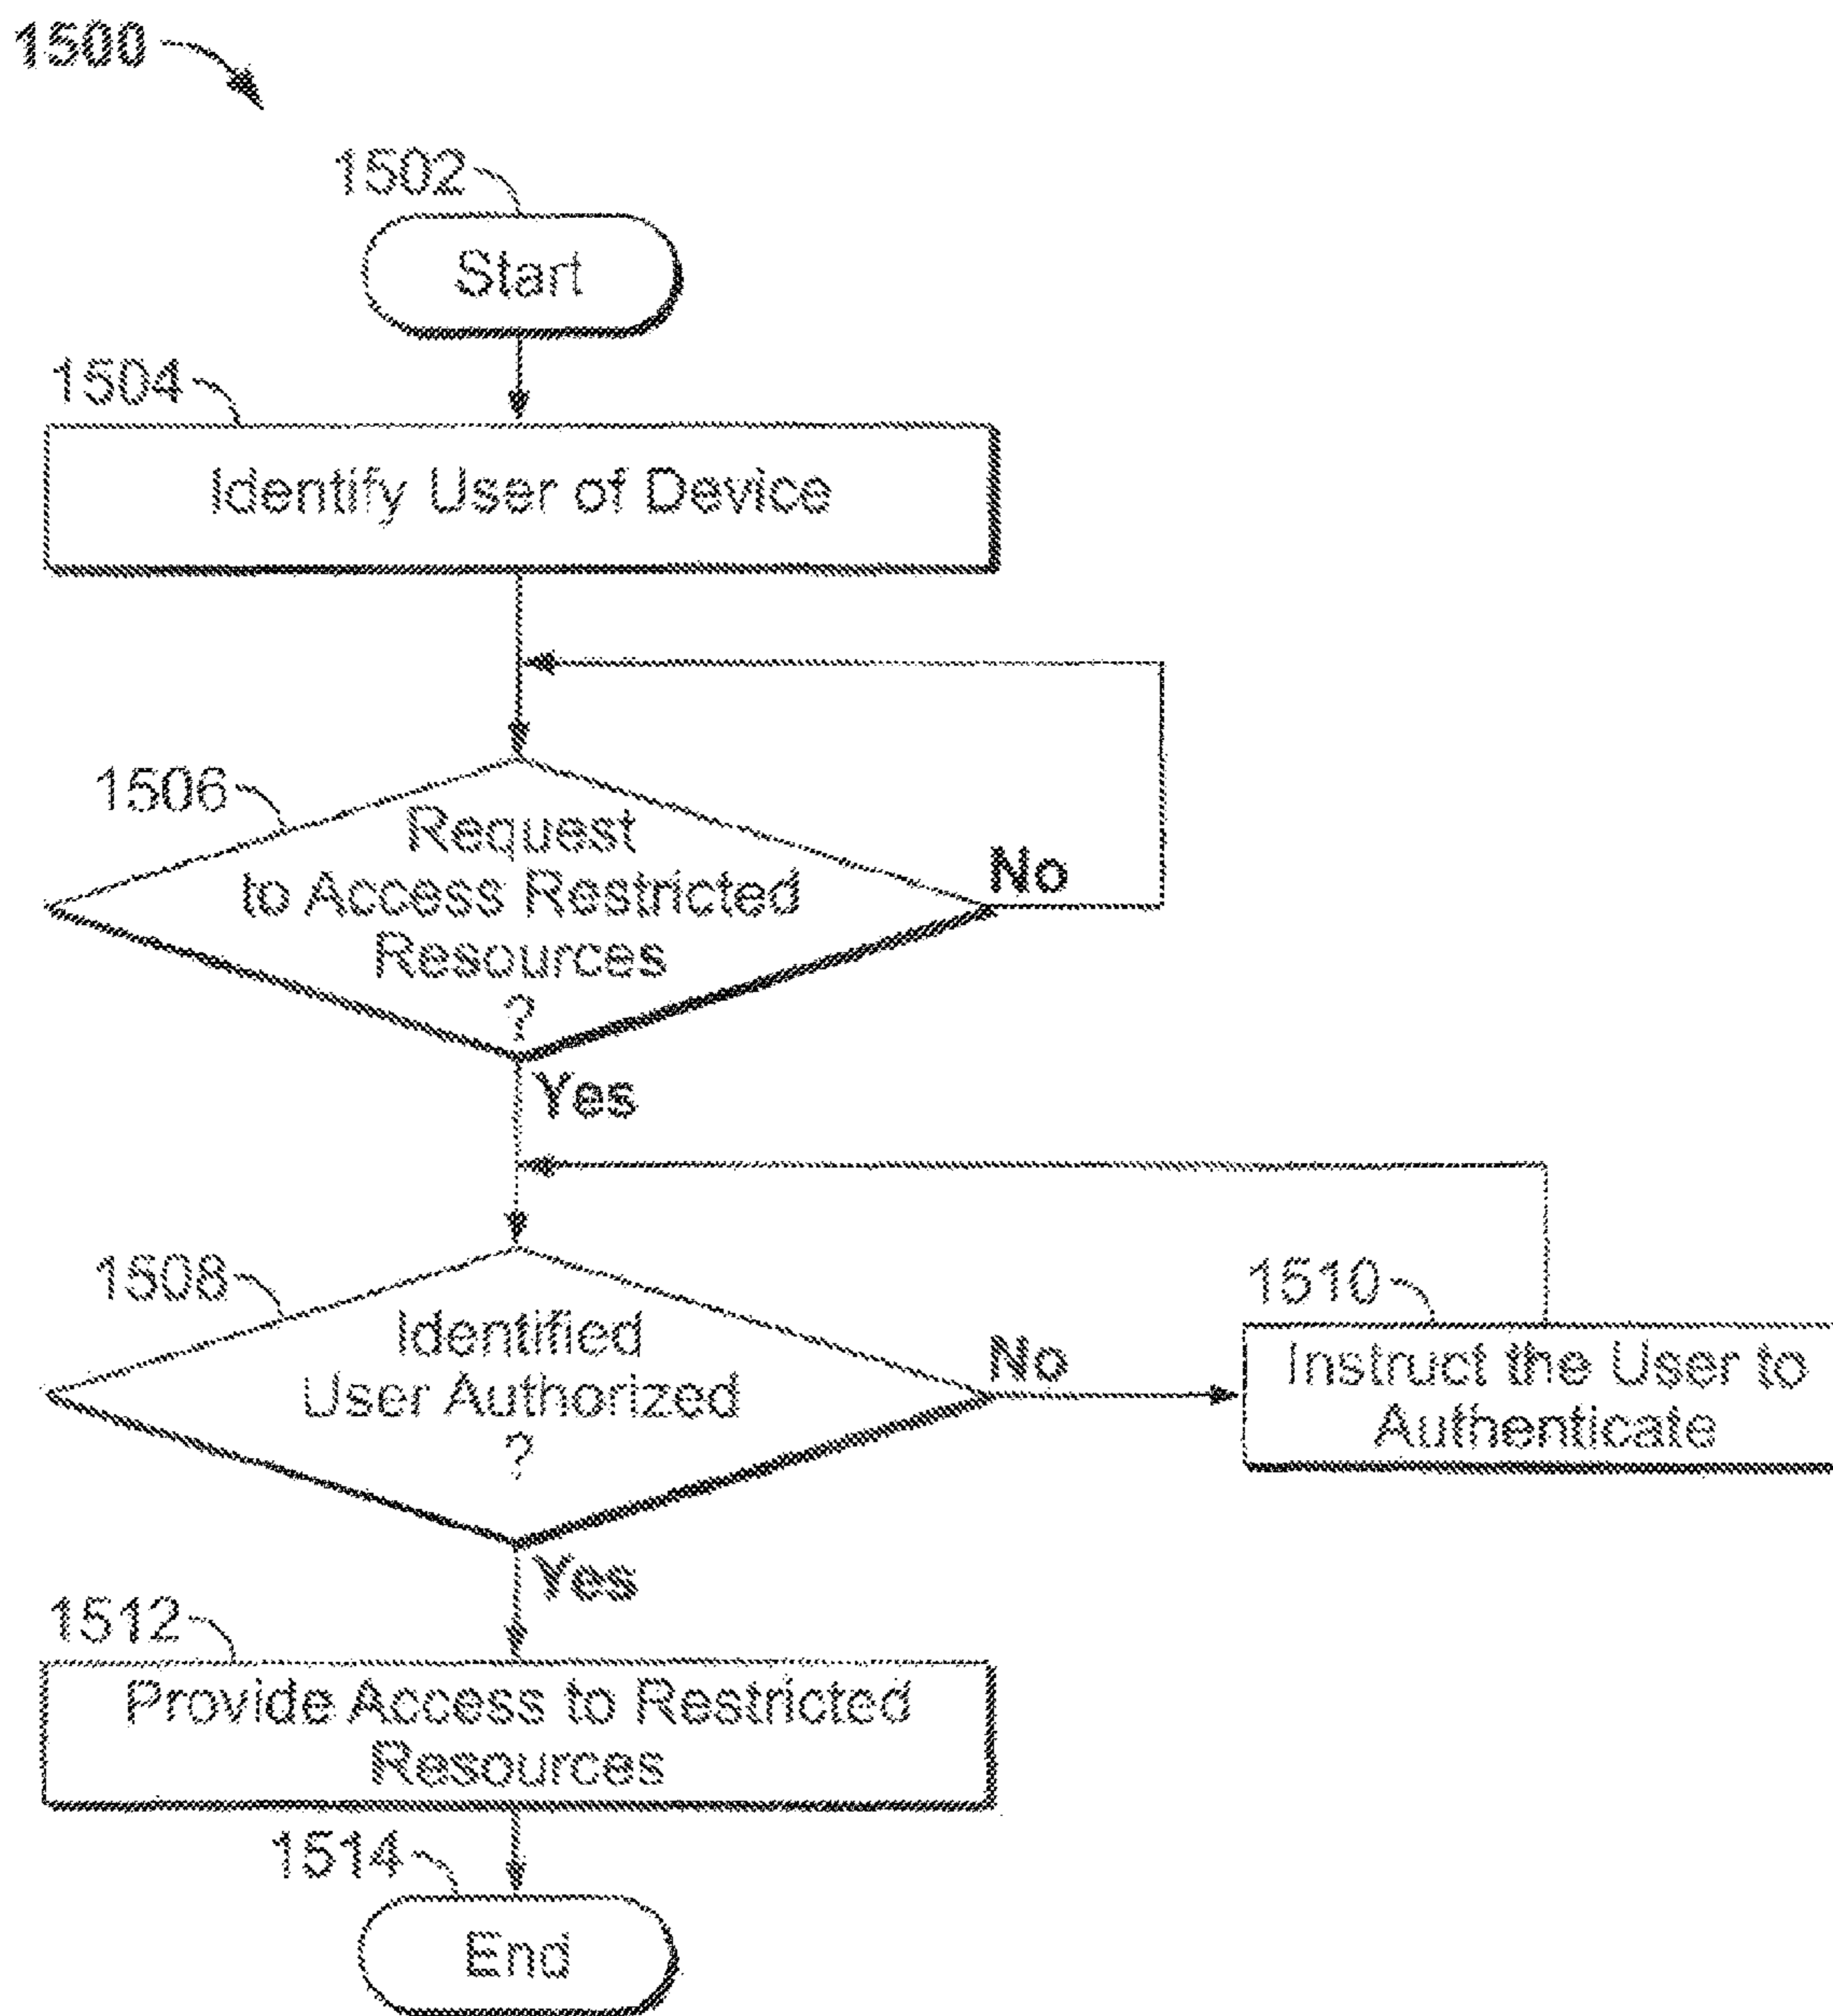 1500
1502
Start
1504
Identify User of Device
1506
Request
to Access Restricted
Resources
?
No
Yes
1508
Identified
User Authorized
?
No
1510
Instruct the User to
Authenticate
Yes
1512
Provide Access to Restricted
Resources
1514
End